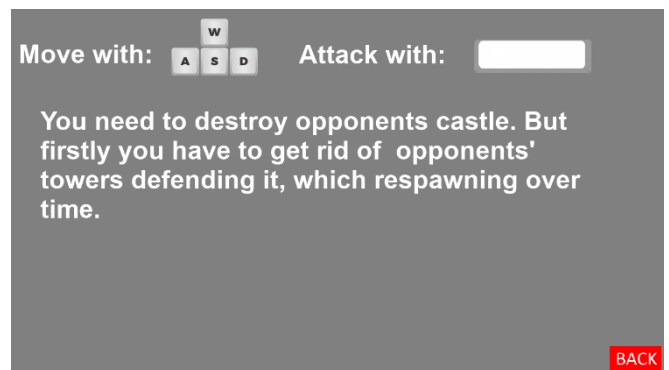 Move with: W Attack with:
A S D
You need to destroy opponents castle. But
firstly you have to get rid of opponents'
towers defending it, which respawning over
time.
BACK